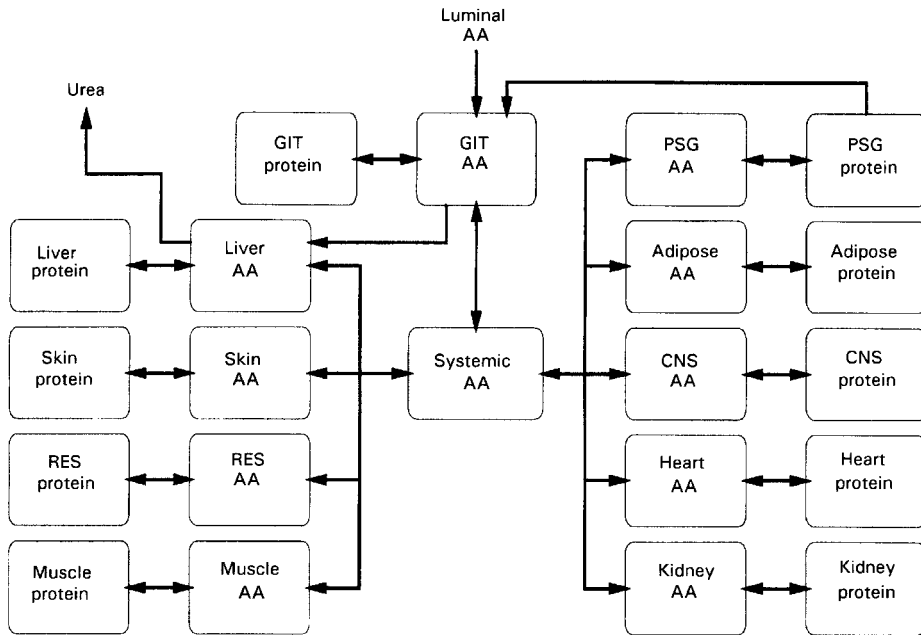 Luminal
AA
Urea
GIT
protein
GIT
AA
PSG
AA
PSG
protein
Liver
protein
Liver
AA
Adipose
AA
Adipose
protein
Skin
protein
Skin
AA
Systemic
AA
CNS
AA
CNS
protein
RES
protein
RES
AA
Heart
AA
Heart
protein
Muscle
protein
Muscle
AA
Kidney
AA
Kidney
protein